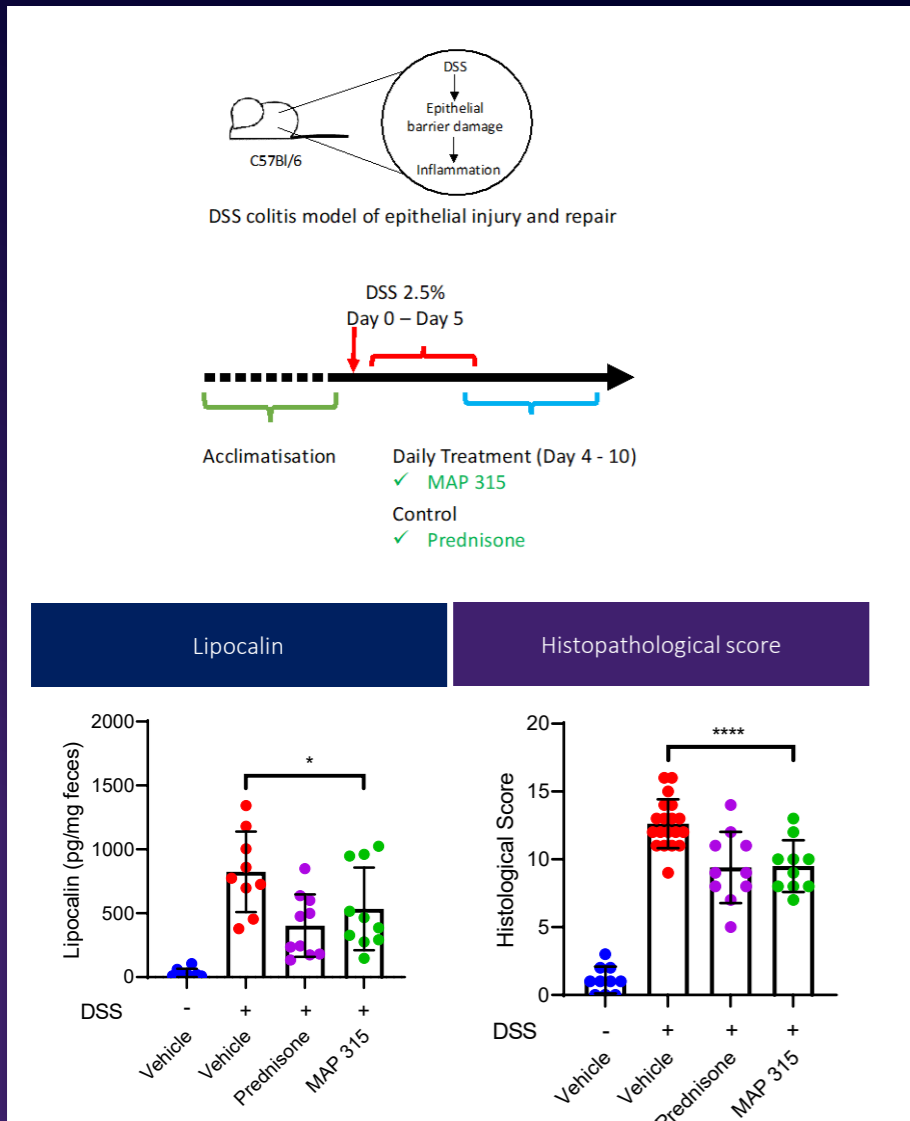 DSS
Epithelial
barrier damage
Inflammation
C57Bl/6
DSS colitis model of epithelial injury and repair
DSS 2.5%
Day 0 – Day 5
Acclimatisation
Daily Treatment (Day 4 - 10)
✓ MAP 315
Control
✓ Prednisone
Lipocalin
Histopathological score
Lipocalin (pg/mg feces)
2000
1500
1000
500
0
*
DSS
- + + +
Vehicle
Vehicle
Prednisone
MAP 315
Histological Score
20
15
10
5
0
****
DSS
- + + +
Vehicle
Vehicle
Prednisone
MAP 315